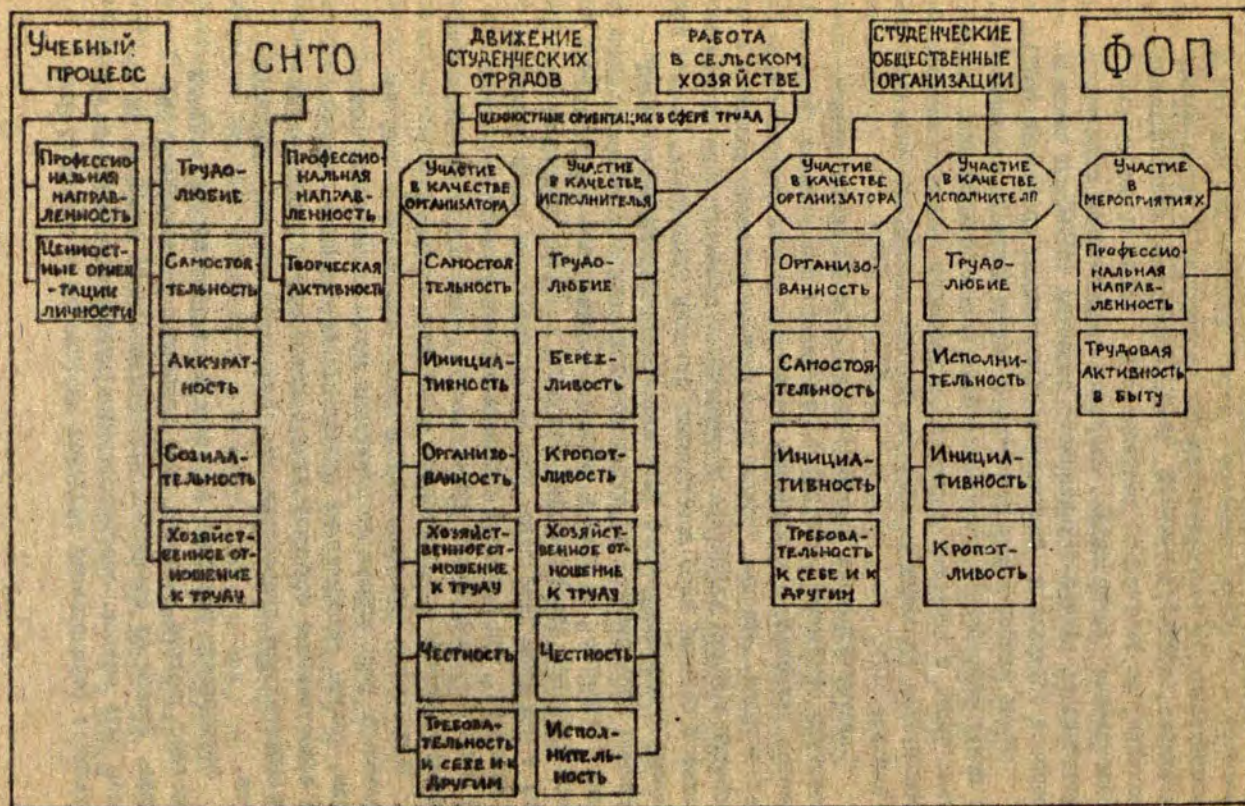 УЧЕБНЫЙ
ПРОЦЕСС
СНТО
ДВИЖЕНИЕ
СТУДЕНЧЕСКИХ
ОТРЯДОВ
РАБОТА
В СЕЛЬСКОМ
ХОЗЯЙСТВЕ
СТУДЕНЧЕСКИЕ
ОБЩЕСТВЕННЫЕ
ОРГАНИЗАЦИИ
ФОП
ЦЕННОСТНЫЕ ОРИЕНТАЦИИ В СФЕРЕ ТРУДА
ПРОФЕССИО-
НАЛЬНАЯ
НАПРАВ-
ЛЕННОСТЬ
ЦЕННОСТ-
НЫЕ ОРИЕН
-ТАЦИИ
ЛИЧНОСТИ
ТРУДО-
ЛЮБИЕ
САМОСТОЯ-
ТЕЛЬНОСТЬ
АККУРАТ-
НОСТЬ
СОЗИДА-
ТЕЛЬНОСТЬ
ХОЗЯЙСТ-
ВЕННОЕ ОТ-
НОШЕНИЕ
К ТРУДУ
ПРОФЕССИО-
НАЛЬНАЯ
НАПРАВ-
ЛЕННОСТЬ
ТВОРЧЕСКАЯ
АКТИВНОСТЬ
УЧАСТИЕ
В КАЧЕСТВЕ
ОРГАНИЗАТОРА
САМОСТОЯ
ТЕЛЬНОСТЬ
ИНИЦИА-
ТИВНОСТЬ
ОРГАНИЗО-
ВАННОСТЬ
ХОЗЯЙСТ-
ВЕННОЕ ОТ-
НОШЕНИЕ
К ТРУДУ
ЧЕСТНОСТЬ
ТРЕБОВА-
ТЕЛЬНОСТЬ
К СЕБЕ И К
ДРУГИМ
УЧАСТИЕ
В КАЧЕСТВЕ
ИСПОЛНИТЕЛЬЯ
ТРУДО-
ЛЮБИЕ
БЕРЕЖ-
ЛИВОСТЬ
КРОПОТ-
ЛИВОСТЬ
ХОЗЯЙСТ-
ВЕННОЕ ОТ-
НОШЕНИЕ
К ТРУДУ
ЧЕСТНОСТЬ
ИСПОЛ-
НИТЕЛЬ-
НОСТЬ
УЧАСТИЕ
В КАЧЕСТВЕ
ОРГАНИЗАТОРА
ОРГАНИЗО-
ВАННОСТЬ
САМОСТОЯ-
ТЕЛЬНОСТЬ
ИНИЦИА-
ТИВНОСТЬ
ТРЕБОВА-
ТЕЛЬНОСТЬ
К СЕБЕ И К
ДРУГИМ
УЧАСТИЕ
В КАЧЕСТВЕ
ИСПОЛНИТЕЛЯ
ТРУДО-
ЛЮБИЕ
ИСПОЛНИ-
ТЕЛЬНОСТЬ
ИНИЦИА-
ТИВНОСТЬ
КРОПОТ-
ЛИВОСТЬ
УЧАСТИЕ
В
МЕРОПРИЯТИЯХ
ПРОФЕССИО
НАЛЬНАЯ
НАПРАВ-
ЛЕННОСТЬ
ТРУДОВАЯ
АКТИВНОСТЬ
В БЫТУ